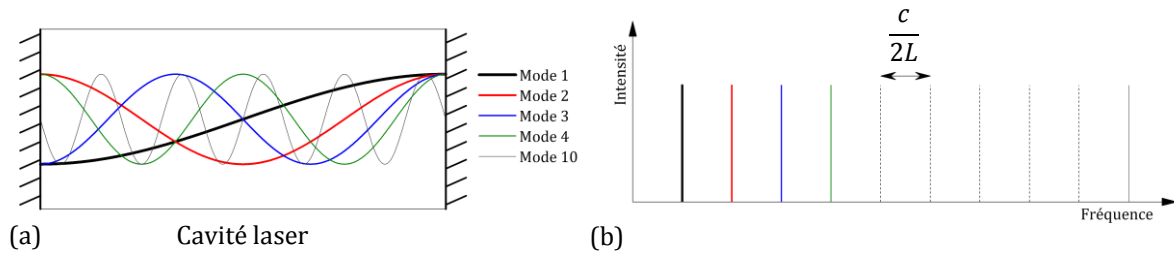 Mode 1
Mode 2
Mode 3
Mode 4
Mode 10
(a)
Cavité laser
Intensité
c
2L
Fréquence
(b)